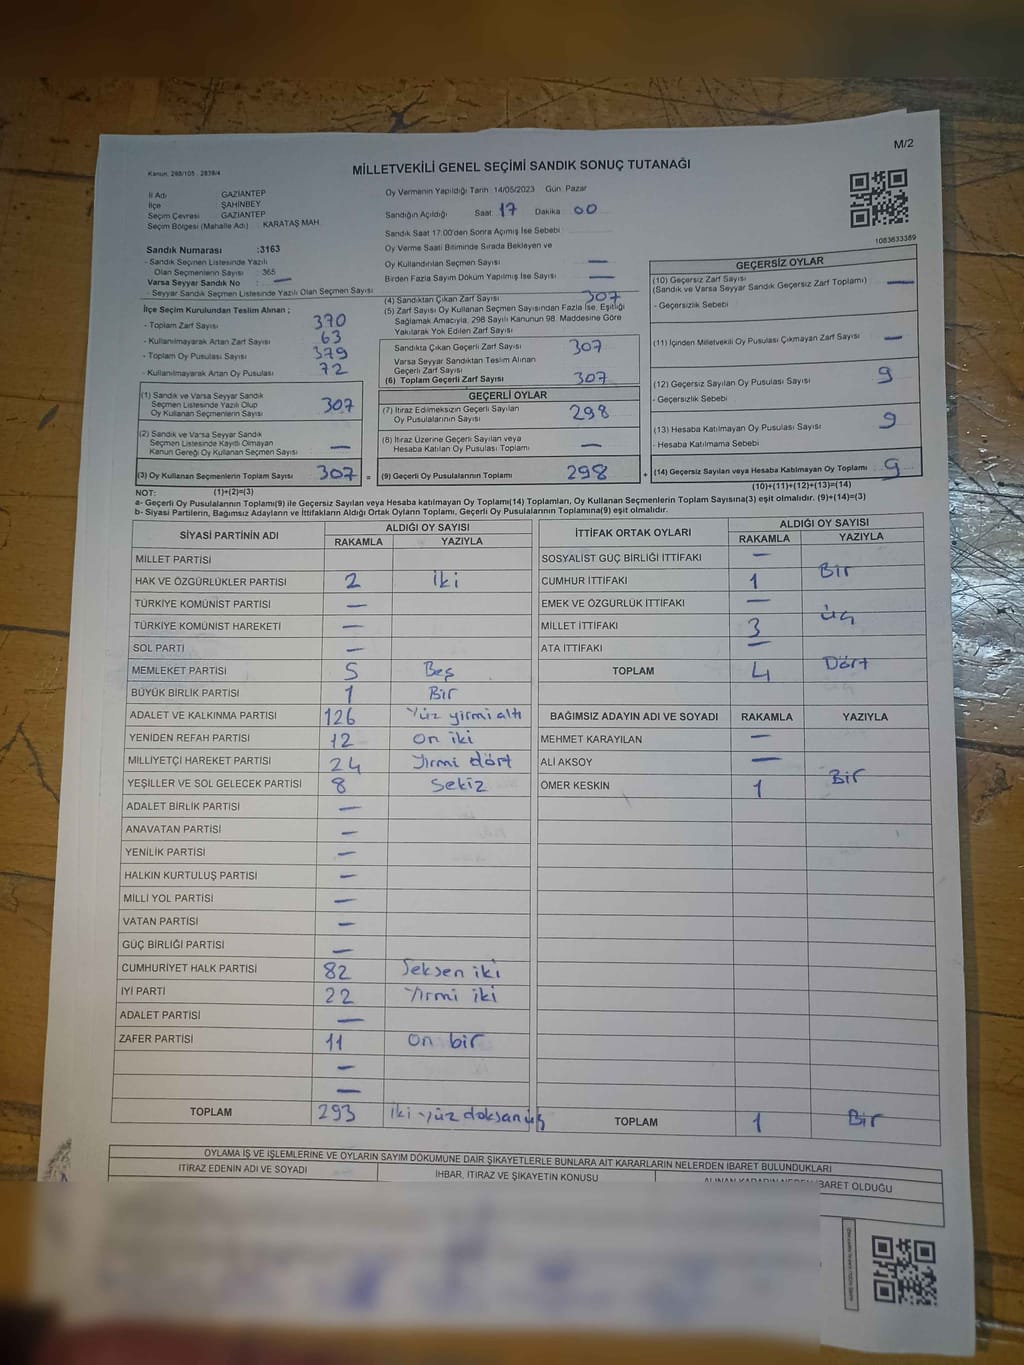 M/2
Kanun: 298/105 - 2839/4
MİLLETVEKİLİ GENEL SEÇİMİ SANDIK SONUÇ TUTANAĞI
İl Adı : GAZİANTEP
İlçe : ŞAHİNBEY
Seçim Çevresi : GAZİANTEP
Seçim Bölgesi (Mahalle Adı) : KARATAŞ MAH
Sandık Numarası :3163
- Sandık Seçmen Listesinde Yazılı
Olan Seçmenlerin Sayısı : 365
Varsa Seyyar Sandık No : —
- Seyyar Sandık Seçmen Listesinde Yazılı Olan Seçmen Sayısı
Oy Vermenin Yapıldığı Tarih 14/05/2023 Gün: Pazar
Sandığın Açıldığı Saat 17 Dakika 00
Sandık Saat 17:00'den Sonra Açılmış İse Sebebi
Oy Verme Saati Bitiminde Sırada Bekleyen ve
Oy Kullandırılan Seçmen Sayısı —
Birden Fazla Sayım Döküm Yapılmış İse Sayısı —
1083633389
İlçe Seçim Kurulundan Teslim Alınan ;
- Toplam Zarf Sayısı 370
- Kullanılmayarak Artan Zarf Sayısı 63
- Toplam Oy Pusulası Sayısı 379
- Kullanılmayarak Artan Oy Pusulası 72
(1) Sandık ve Varsa Seyyar Sandık
Seçmen Listesinde Yazılı Olup
Oy Kullanan Seçmenlerin Sayısı 307
(2) Sandık ve Varsa Seyyar Sandık
Seçmen Listesinde Kayıtlı Olmayan
Kanun Gereği Oy Kullanan Seçmen Sayısı —
(3) Oy Kullanan Seçmenlerin Toplam Sayısı 307 =
(1)+(2)=(3)
(4) Sandıktan Çıkan Zarf Sayısı 307
(5) Zarf Sayısı Oy Kullanan Seçmen Sayısından Fazla İse, Eşitliği
Sağlamak Amacıyla, 298 Sayılı Kanunun 98. Maddesine Göre
Yakılarak Yok Edilen Zarf Sayısı
Sandıkta Çıkan Geçerli Zarf Sayısı 307
Varsa Seyyar Sandıktan Teslim Alınan
Geçerli Zarf Sayısı
(6) Toplam Geçerli Zarf Sayısı 307
GEÇERLİ OYLAR
(7) İtiraz Edilmeksizin Geçerli Sayılan
Oy Pusulalarının Sayısı 298
(8) İtiraz Üzerine Geçerli Sayılan veya
Hesaba Katılan Oy Pusulası Toplamı —
(9) Geçerli Oy Pusulalarının Toplamı 298 +
GEÇERSİZ OYLAR
(10) Geçersiz Zarf Sayısı
(Sandık ve Varsa Seyyar Sandık Geçersiz Zarf Toplamı) —
- Geçersizlik Sebebi
(11) İçinden Milletvekili Oy Pusulası Çıkmayan Zarf Sayısı —
(12) Geçersiz Sayılan Oy Pusulası Sayısı 9
- Geçersizlik Sebebi
(13) Hesaba Katılmayan Oy Pusulası Sayısı 9
- Hesaba Katılmama Sebebi
(14) Geçersiz Sayılan veya Hesaba Katılmayan Oy Toplamı 9
(10)+(11)+(12)+(13)=(14)
NOT:
a- Geçerli Oy Pusulalarının Toplamı(9) ile Geçersiz Sayılan veya Hesaba katılmayan Oy Toplamı(14) Toplamları, Oy Kullanan Seçmenlerin Toplam Sayısına(3) eşit olmalıdır. (9)+(14)=(3)
b- Siyasi Partilerin, Bağımsız Adayların ve İttifakların Aldığı Ortak Oyların Toplamı, Geçerli Oy Pusulalarının Toplamına(9) eşit olmalıdır.
SİYASİ PARTİNİN ADI ALDIĞI OY SAYISI
RAKAMLA YAZIYLA
MİLLET PARTİSİ
HAK VE ÖZGÜRLÜKLER PARTİSİ 2 iki
TÜRKİYE KOMÜNİST PARTİSİ —
TÜRKİYE KOMÜNİST HAREKETİ —
SOL PARTİ —
MEMLEKET PARTİSİ 5 Beş
BÜYÜK BİRLİK PARTİSİ 1 Bir
ADALET VE KALKINMA PARTİSİ 126 Yüz yirmi altı
YENİDEN REFAH PARTİSİ 12 On iki
MİLLİYETÇİ HAREKET PARTİSİ 24 Yirmi dört
YEŞİLLER VE SOL GELECEK PARTİSİ 8 Sekiz
ADALET BİRLİK PARTİSİ —
ANAVATAN PARTİSİ —
YENİLİK PARTİSİ —
HALKIN KURTULUŞ PARTİSİ —
MİLLİ YOL PARTİSİ —
VATAN PARTİSİ —
GÜÇ BİRLİĞİ PARTİSİ —
CUMHURİYET HALK PARTİSİ 82 Seksen iki
İYİ PARTİ 22 Yirmi iki
ADALET PARTİSİ —
ZAFER PARTİSİ 11 On bir
—
—
TOPLAM 293 iki yüz doksan üç
İTTİFAK ORTAK OYLARI ALDIĞI OY SAYISI
RAKAMLA YAZIYLA
SOSYALİST GÜÇ BİRLİĞİ İTTİFAKI —
CUMHUR İTTİFAKI 1 Bir
EMEK VE ÖZGÜRLÜK İTTİFAKI —
MİLLET İTTİFAKI 3 üç
ATA İTTİFAKI —
TOPLAM 4 Dört
BAĞIMSIZ ADAYIN ADI VE SOYADI RAKAMLA YAZIYLA
MEHMET KARAYILAN —
ALİ AKSOY —
ÖMER KESKİN 1 Bir
TOPLAM 1 Bir
OYLAMA İŞ VE İŞLEMLERİNE VE OYLARIN SAYIM DÖKÜMÜNE DAİR ŞİKAYETLERLE BUNLARA AİT KARARLARIN NELERDEN İBARET BULUNDUKLARI
İTİRAZ EDENİN ADI VE SOYADI İHBAR, İTİRAZ VE ŞİKAYETİN KONUSU ALINAN KARARIN NEDEN İBARET OLDUĞU